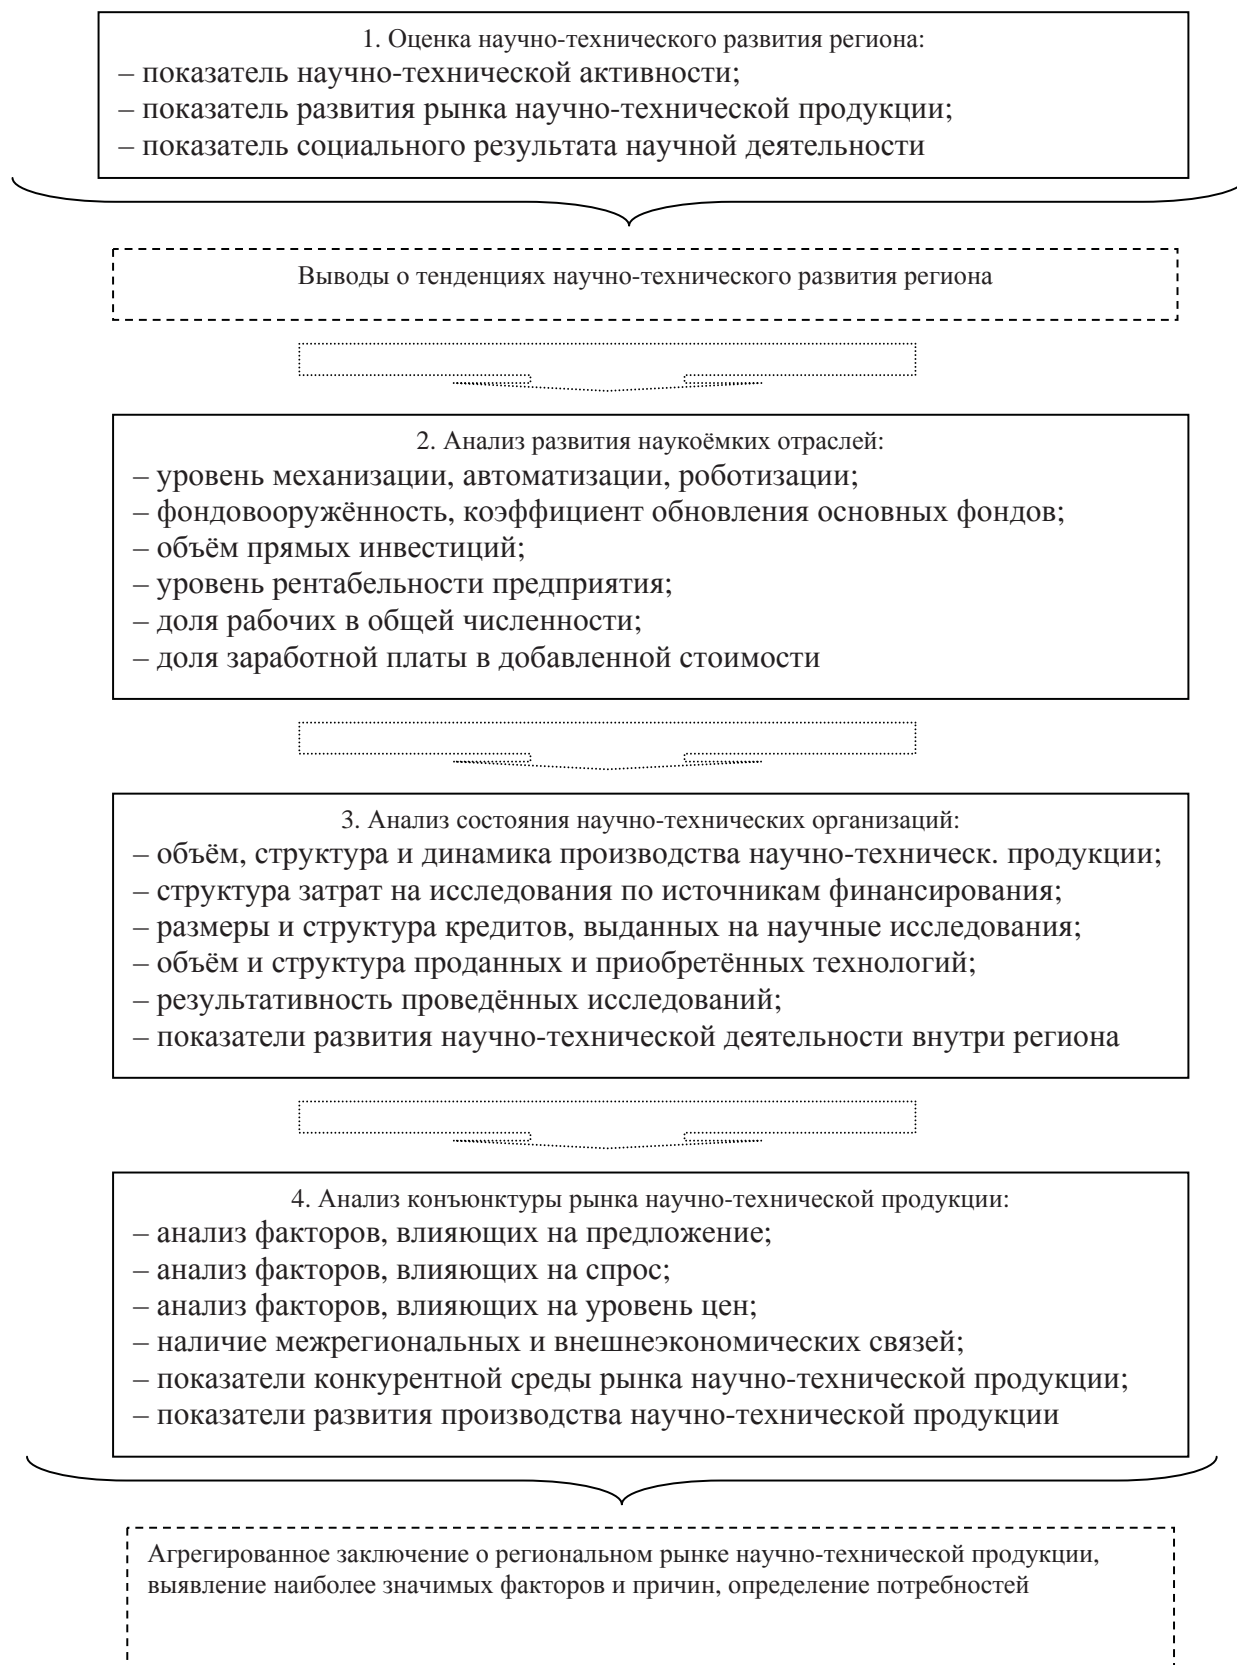 1. Оценка научно-технического развития региона:
– показатель научно-технической активности;
– показатель развития рынка научно-технической продукции;
– показатель социального результата научной деятельности
Выводы о тенденциях научно-технического развития региона
2. Анализ развития наукоёмких отраслей:
– уровень механизации, автоматизации, роботизации;
– фондовооружённость, коэффициент обновления основных фондов;
– объём прямых инвестиций;
– уровень рентабельности предприятия;
– доля рабочих в общей численности;
– доля заработной платы в добавленной стоимости
3. Анализ состояния научно-технических организаций:
– объём, структура и динамика производства научно-техническ. продукции;
– структура затрат на исследования по источникам финансирования;
– размеры и структура кредитов, выданных на научные исследования;
– объём и структура проданных и приобретённых технологий;
– результативность проведённых исследований;
– показатели развития научно-технической деятельности внутри региона
4. Анализ конъюнктуры рынка научно-технической продукции:
– анализ факторов, влияющих на предложение;
– анализ факторов, влияющих на спрос;
– анализ факторов, влияющих на уровень цен;
– наличие межрегиональных и внешнеэкономических связей;
– показатели конкурентной среды рынка научно-технической продукции;
– показатели развития производства научно-технической продукции
Агрегированное заключение о региональном рынке научно-технической продукции,
выявление наиболее значимых факторов и причин, определение потребностей